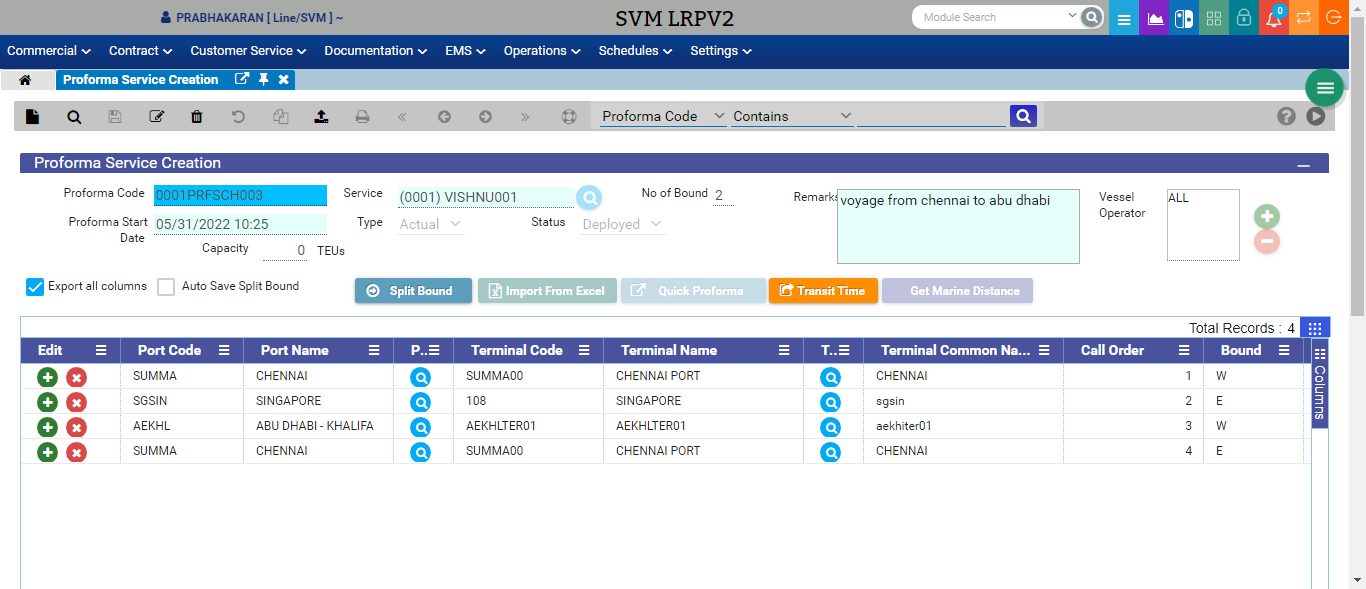 PRABHAKARAN [ Line/SVM ] ~
SVM LRPV2
Module Search
0
Commercial Contract Customer Service Documentation EMS Operations Schedules Settings
Proforma Service Creation
Proforma Code Contains
Proforma Service Creation
Proforma Code 0001PRFSCH003 Service (0001) VISHNU001 No of Bound 2 Remarks voyage from chennai to abu dhabi Vessel Operator ALL
Proforma Start Date 05/31/2022 10:25 Type Actual Status Deployed
Capacity 0 TEUs
Export all columns Auto Save Split Bound Split Bound Import From Excel Quick Proforma Transit Time Get Marine Distance
Total Records : 4
Edit Port Code Port Name P... Terminal Code Terminal Name T... Terminal Common Na... Call Order Bound
Columns
SUMMA CHENNAI SUMMA00 CHENNAI PORT CHENNAI 1 W
SGSIN SINGAPORE 108 SINGAPORE sgsin 2 E
AEKHL ABU DHABI - KHALIFA AEKHLTER01 AEKHLTER01 aekhlter01 3 W
SUMMA CHENNAI SUMMA00 CHENNAI PORT CHENNAI 4 E